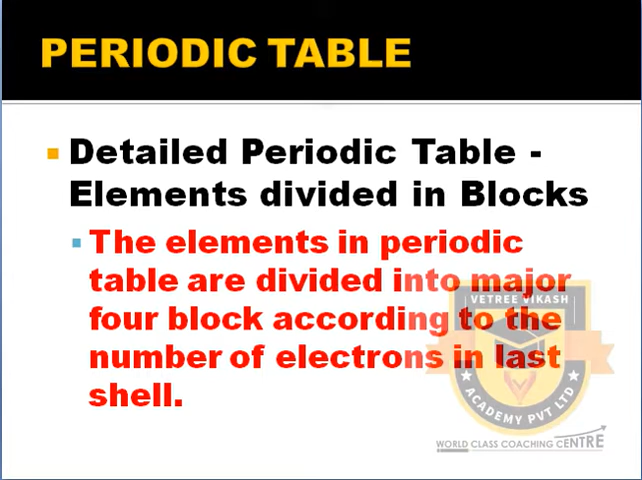 PERIODIC TABLE
Detailed Periodic Table -
Elements divided in Blocks
The elements in periodic
table are divided into major
four block according to the
number of electrons in last
shell.
VETREE VIKASH
ACADEMY PVT LTD
WORLD CLASS COACHING CENTRE